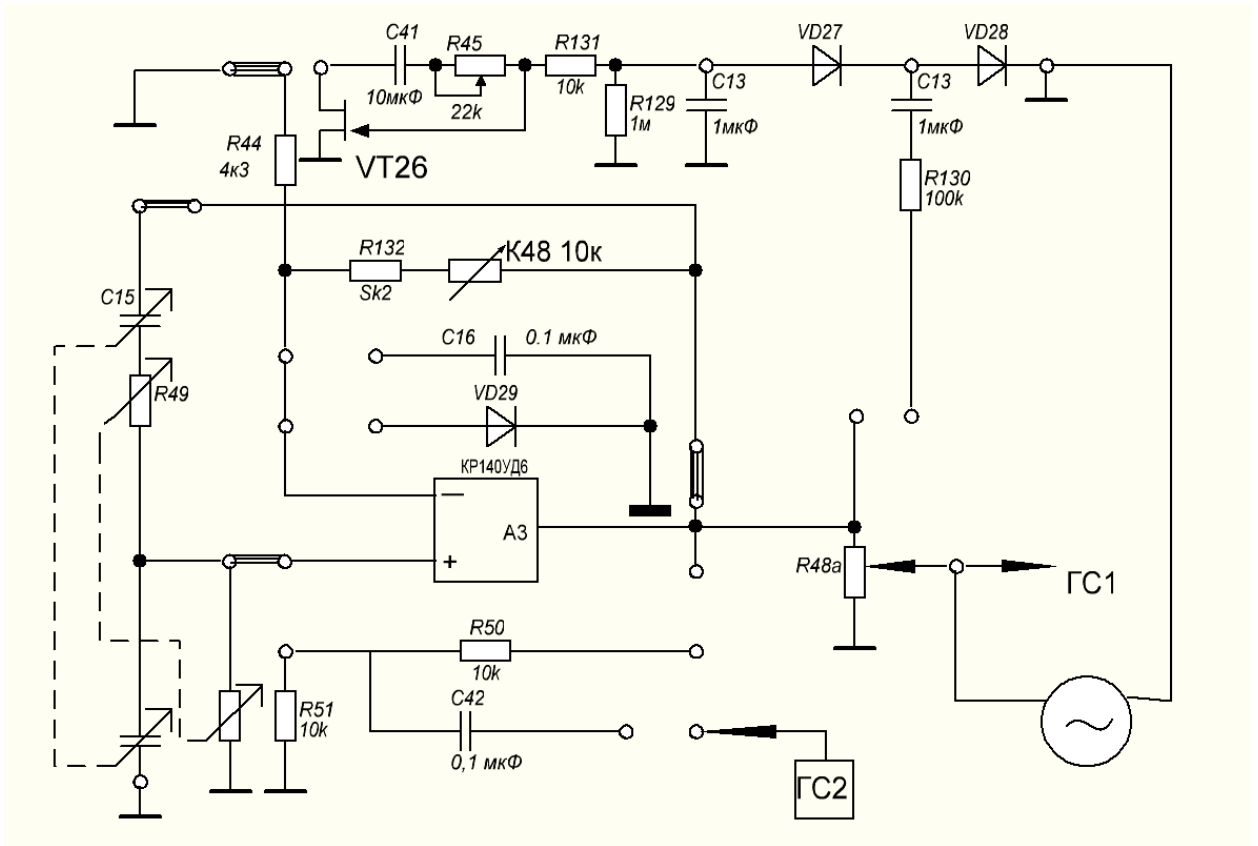 C41
10мкФ
R45
22k
R131
10k
R129
1м
C13
1мкФ
VD27
C13
1мкФ
VD28
R130
100k
R44
4к3
VT26
R132
Sk2
К48 10к
C15
R49
C16 0.1 мкФ
VD29
КР140УД6
—
А3
+
R48a
ГС1
R50
10k
R51
10k
C42
0,1 мкФ
ГС2